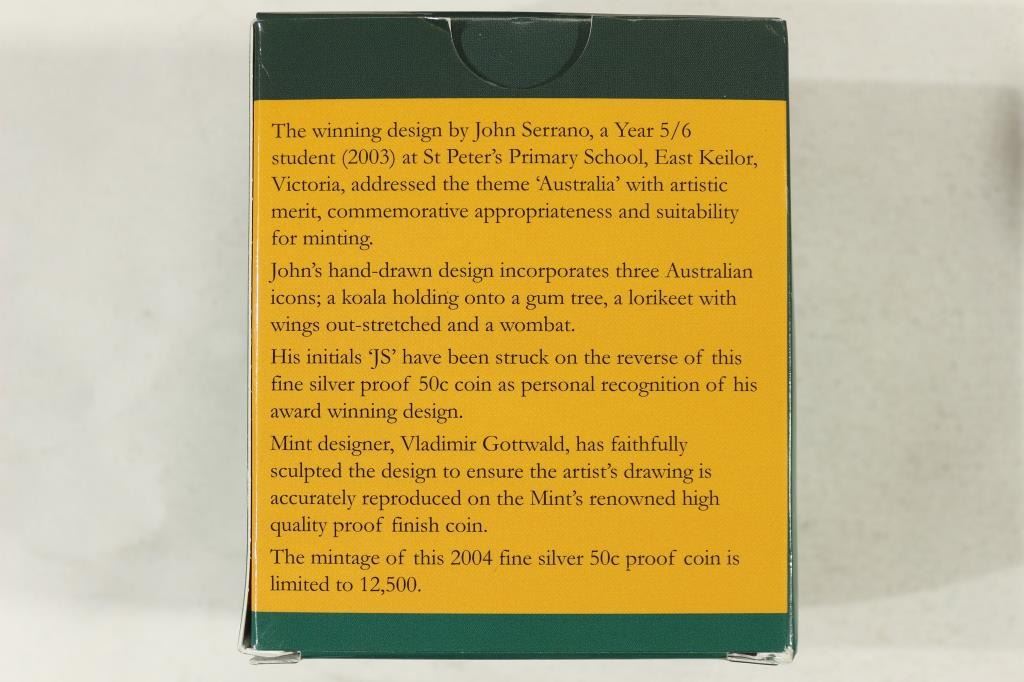 The winning design by John Serrano, a Year 5/6
student (2003) at St Peter’s Primary School, East Keilor,
Victoria, addressed the theme ‘Australia’ with artistic
merit, commemorative appropriateness and suitability
for minting.
John’s hand-drawn design incorporates three Australian
icons; a koala holding onto a gum tree, a lorikeet with
wings out-stretched and a wombat.
His initials ‘JS’ have been struck on the reverse of this
fine silver proof 50c coin as personal recognition of his
award winning design.
Mint designer, Vladimir Gottwald, has faithfully
sculpted the design to ensure the artist’s drawing is
accurately reproduced on the Mint’s renowned high
quality proof finish coin.
The mintage of this 2004 fine silver 50c proof coin is
limited to 12,500.